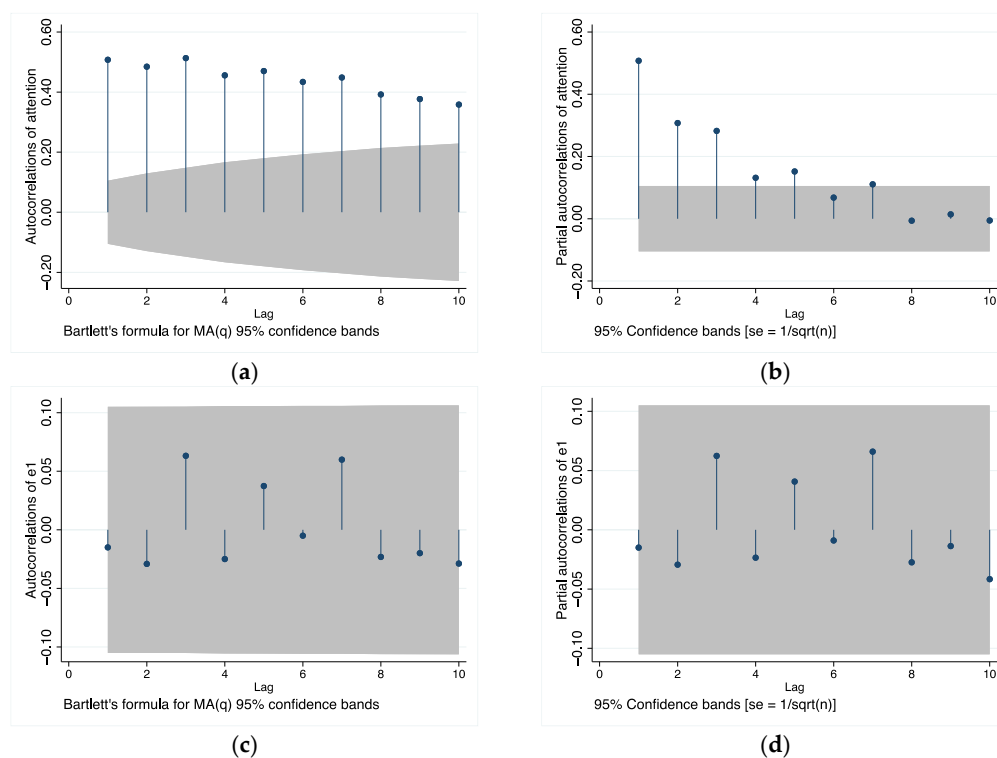 Autocorrelations of attention
0.60
0.40
0.20
0.00
−0.20
0 2 4 6 8 10
Lag
Bartlett's formula for MA(q) 95% confidence bands
(a)
Partial autocorrelations of attention
0.60
0.40
0.20
0.00
−0.20
0 2 4 6 8 10
Lag
95% Confidence bands [se = 1/sqrt(n)]
(b)
Autocorrelations of e1
0.10
0.05
0.00
−0.05
−0.10
0 2 4 6 8 10
Lag
Bartlett's formula for MA(q) 95% confidence bands
(c)
Partial autocorrelations of e1
0.10
0.05
0.00
−0.05
−0.10
0 2 4 6 8 10
Lag
95% Confidence bands [se = 1/sqrt(n)]
(d)